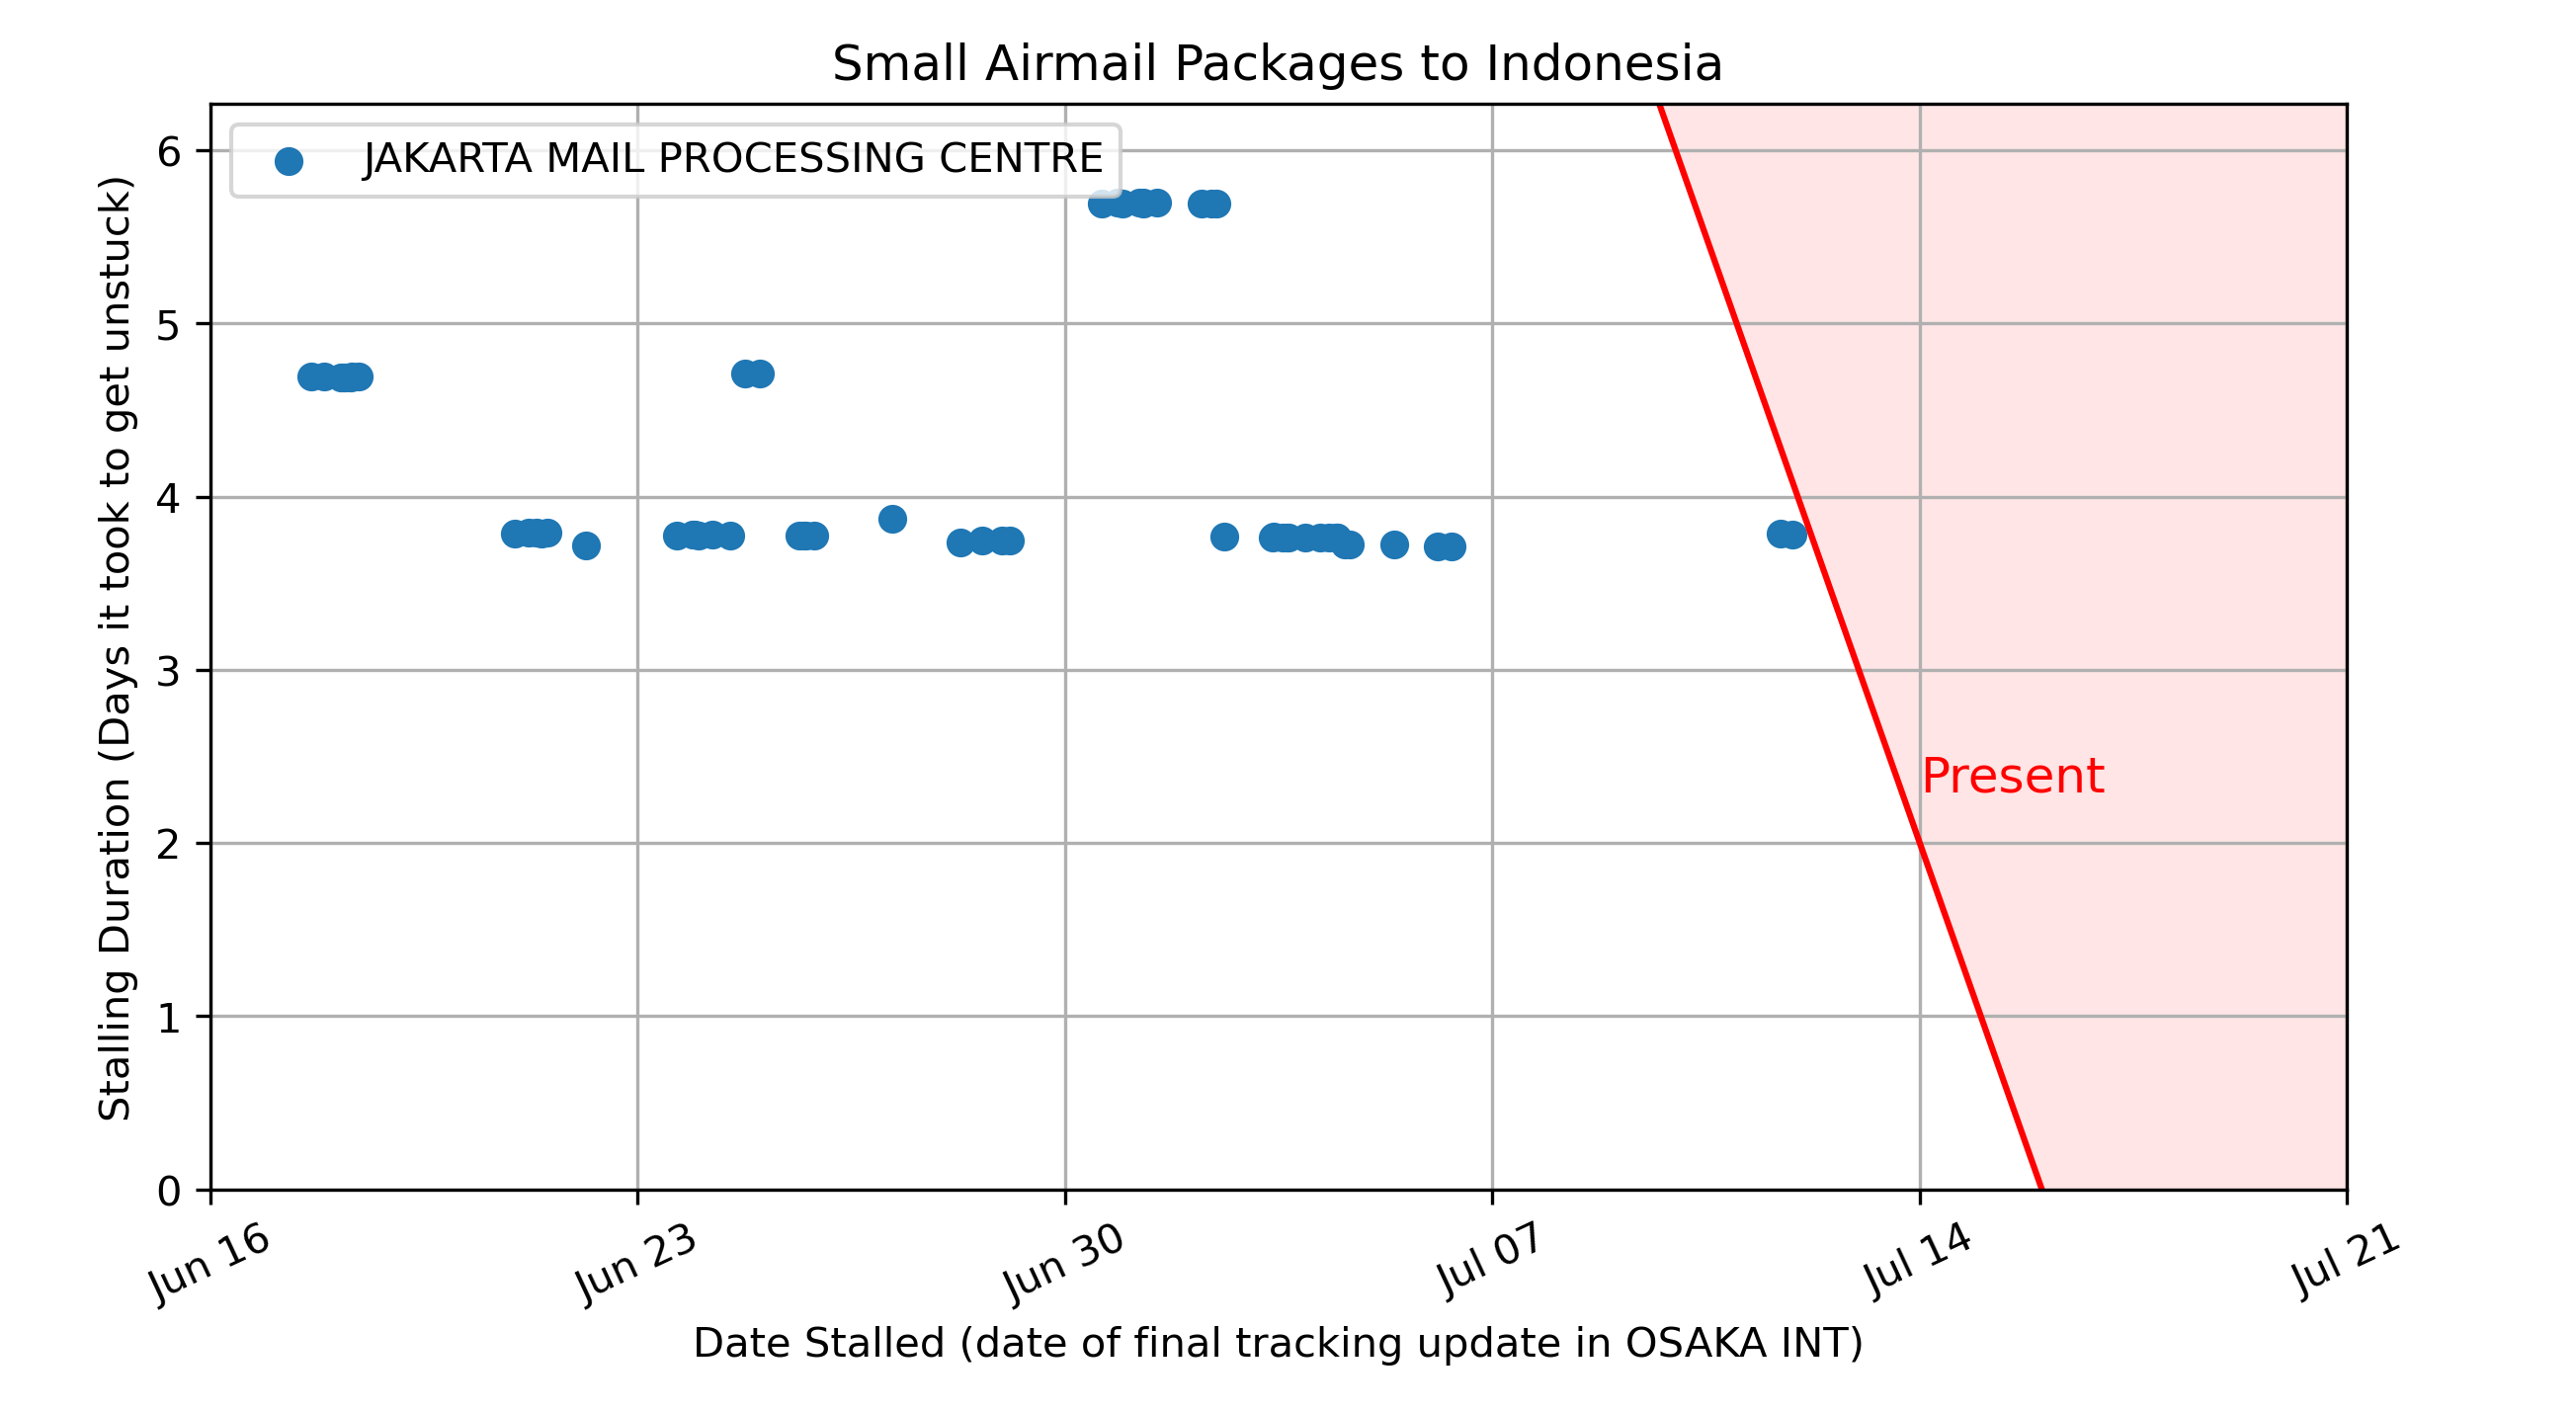 Small Airmail Packages to Indonesia
JAKARTA MAIL PROCESSING CENTRE
Stalling Duration (Days it took to get unstuck)
6
5
4
3
2
1
0
Present
Jun 16
Jun 23
Jun 30
Jul 07
Jul 14
Jul 21
Date Stalled (date of final tracking update in OSAKA INT)